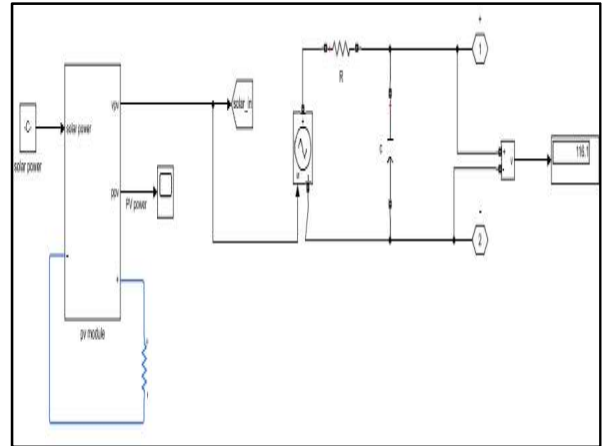 -C-
solar power
solar power
vpv
ppv
-
+
pv module
solar_in
PV power
R
c
+
1
-
2
+
-
v
116.1